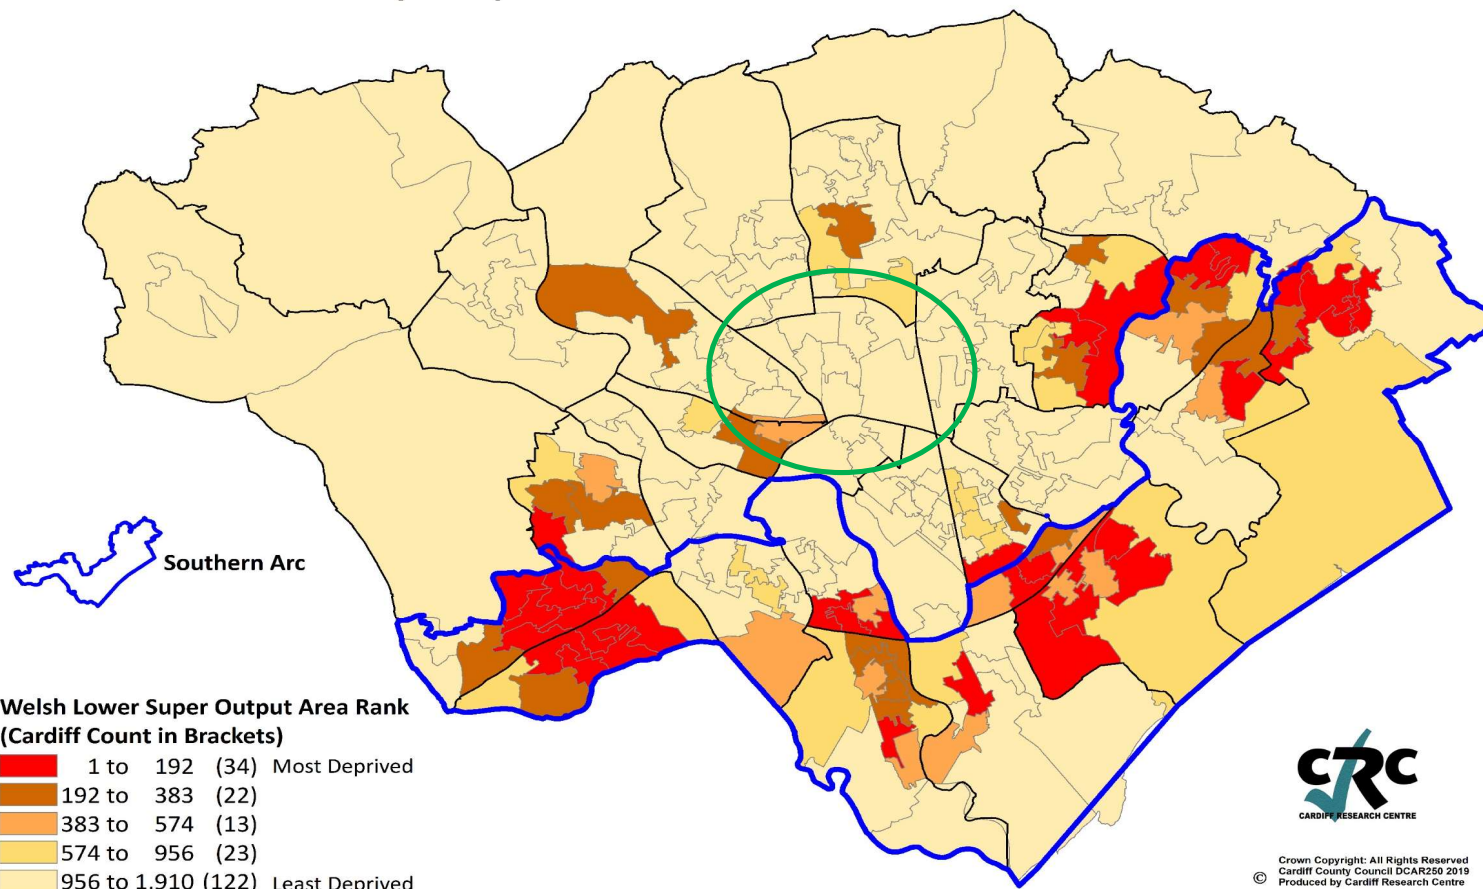 Southern Arc
Welsh Lower Super Output Area Rank
(Cardiff Count in Brackets)
1 to 192 (34) Most Deprived
192 to 383 (22)
383 to 574 (13)
574 to 956 (23)
956 to 1,910 (122) Least Deprived
CRC
CARDIFF RESEARCH CENTRE
Crown Copyright: All Rights Reserved
© Cardiff County Council DCAR250 2019
Produced by Cardiff Research Centre